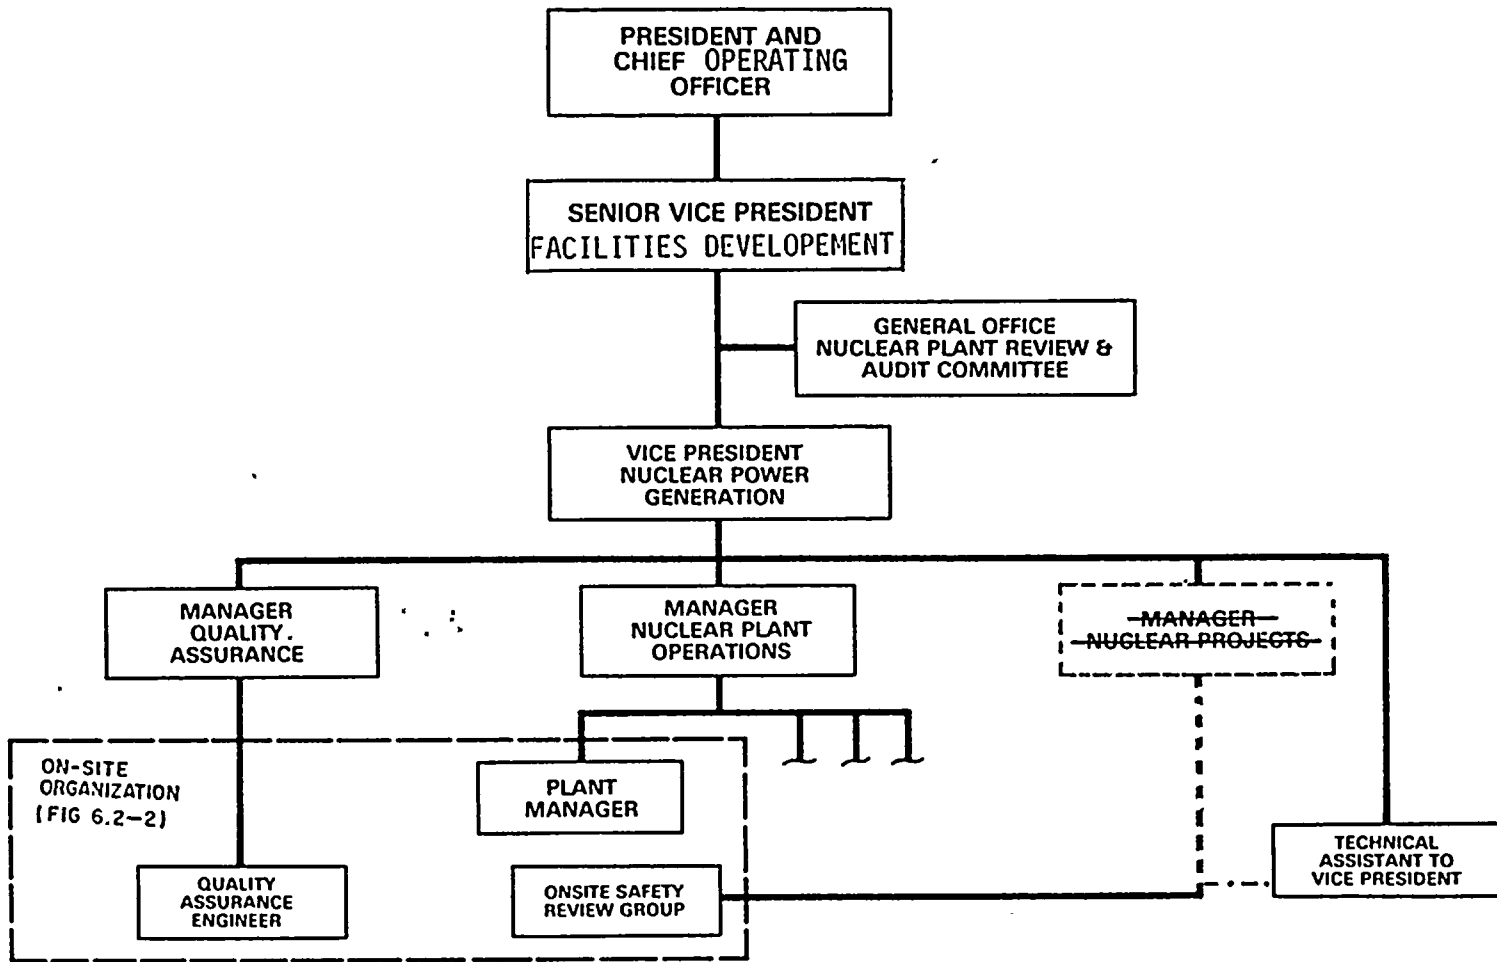 PRESIDENT AND
CHIEF OPERATING
OFFICER
SENIOR VICE PRESIDENT
FACILITIES DEVELOPEMENT
GENERAL OFFICE
NUCLEAR PLANT REVIEW &
AUDIT COMMITTEE
VICE PRESIDENT
NUCLEAR POWER
GENERATION
MANAGER
QUALITY.
ASSURANCE
MANAGER
NUCLEAR PLANT
OPERATIONS
MANAGER
NUCLEAR PROJECTS
ON-SITE
ORGANIZATION
(FIG 6.2-2)
PLANT
MANAGER
TECHNICAL
ASSISTANT TO
VICE PRESIDENT
QUALITY
ASSURANCE
ENGINEER
ONSITE SAFETY
REVIEW GROUP